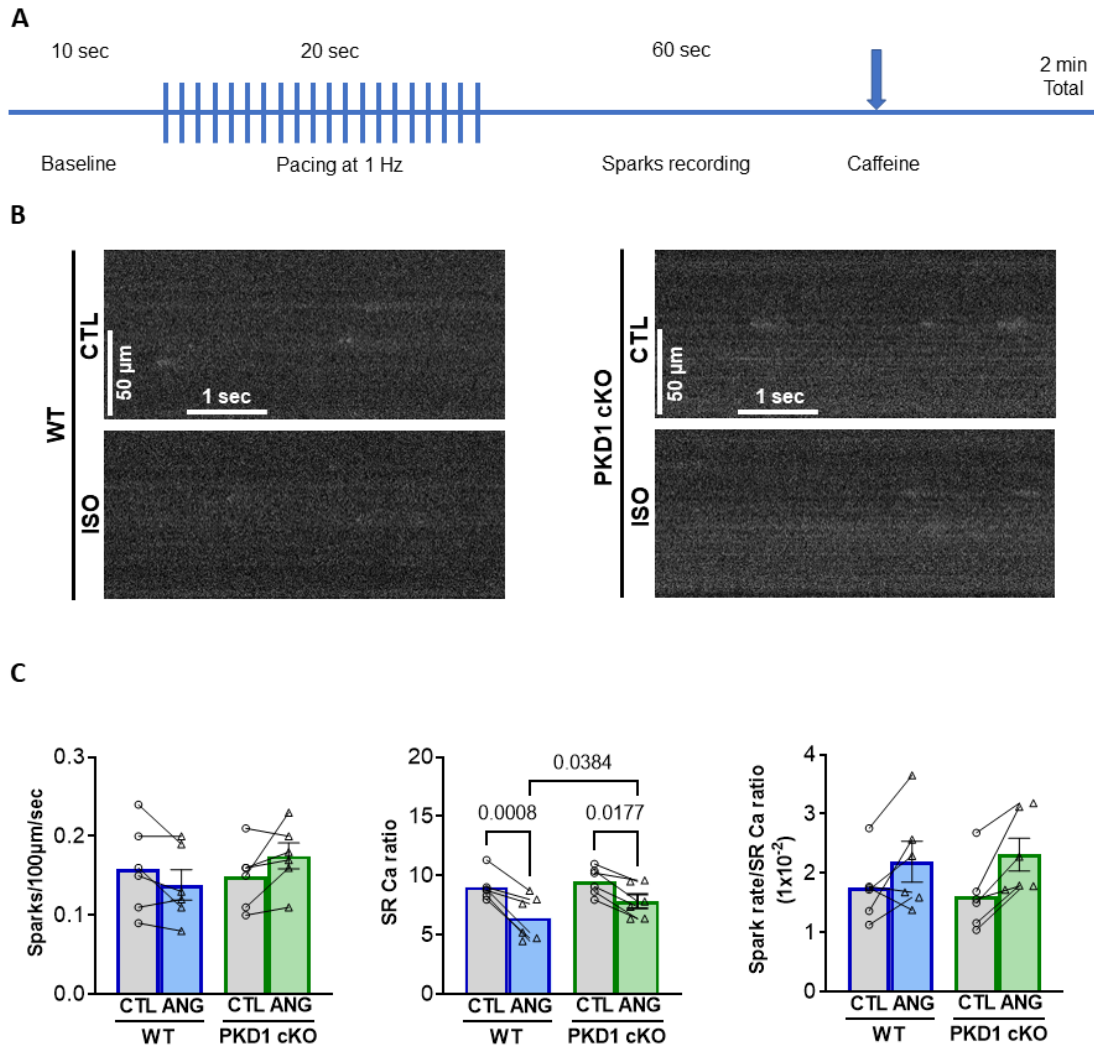 A
10 sec
20 sec
60 sec
2 min
Total
Baseline
Pacing at 1 Hz
Sparks recording
Caffeine
B
WT
CTL
50 µm
1 sec
ISO
PKD1 cKO
CTL
50 µm
1 sec
ISO
C
Sparks/100µm/sec
0.3
0.2
0.1
0.0
CTL ANG CTL ANG
WT PKD1 cKO
SR Ca ratio
20
15
10
5
0
0.0384
0.0008 0.0177
CTL ANG CTL ANG
WT PKD1 cKO
Spark rate/SR Ca ratio
(1x10⁻²)
4
3
2
1
0
CTL ANG CTL ANG
WT PKD1 cKO